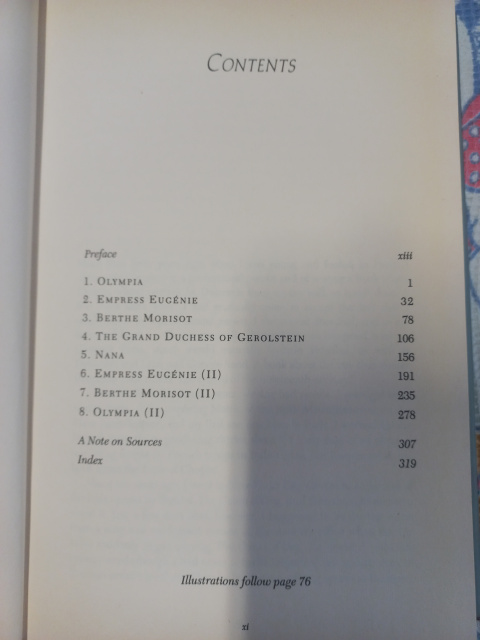 CONTENTS
Preface xiii
1. OLYMPIA 1
2. EMPRESS EUGÉNIE 32
3. BERTHE MORISOT 78
4. THE GRAND DUCHESS OF GEROLSTEIN 106
5. NANA 156
6. EMPRESS EUGÉNIE (II) 191
7. BERTHE MORISOT (II) 235
8. OLYMPIA (II) 278
A Note on Sources 307
Index 319
Illustrations follow page 76
xi